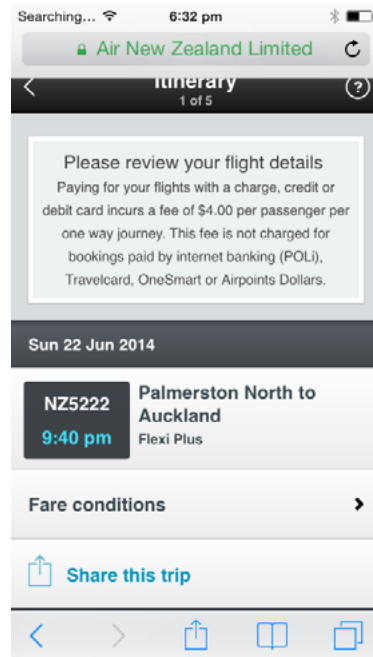 Searching...
6:32 pm
Air New Zealand Limited
Itinerary
1 of 5
Please review your flight details
Paying for your flights with a charge, credit or
debit card incurs a fee of $4.00 per passenger per
one way journey. This fee is not charged for
bookings paid by internet banking (POLi),
Travelcard, OneSmart or Airpoints Dollars.
Sun 22 Jun 2014
NZ5222
9:40 pm
Palmerston North to
Auckland
Flexi Plus
Fare conditions
Share this trip